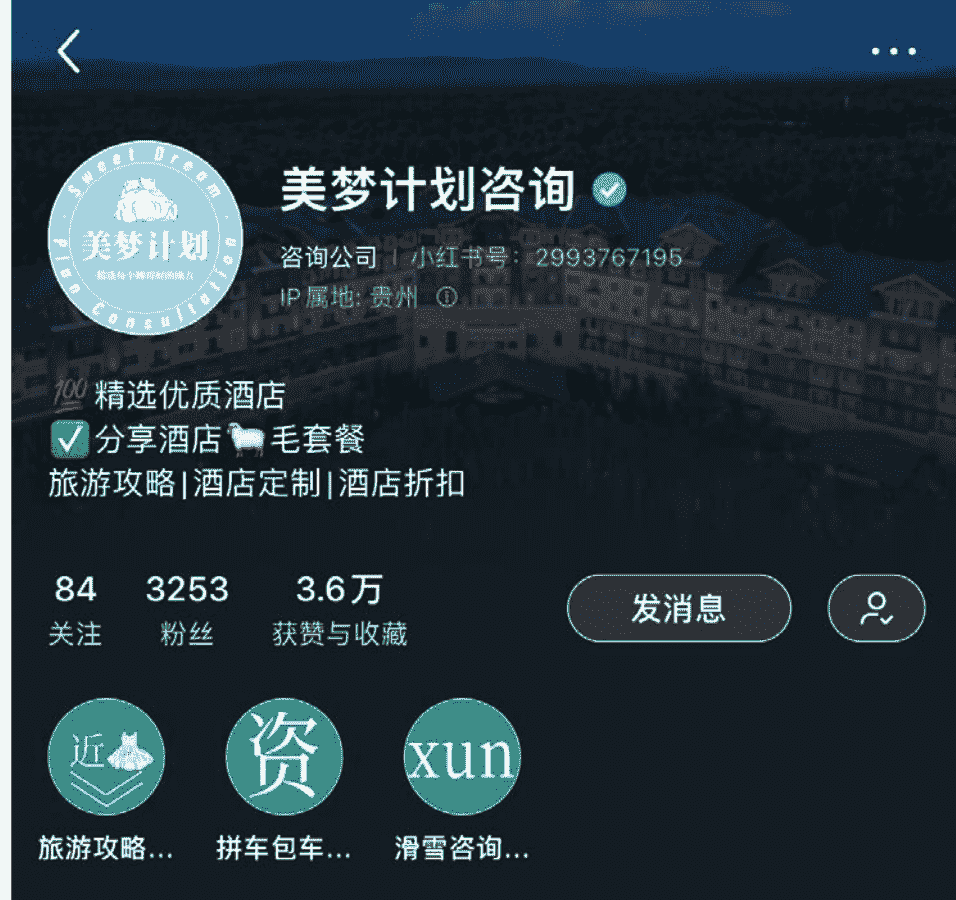 Sweet Dream
美梦计划
Plan Consultation
美梦计划咨询
咨询公司 | 小红书号: 2993767195
IP属地: 贵州
💯精选优质酒店
✅分享酒店🐑毛套餐
旅游攻略|酒店定制|酒店折扣
84 3253 3.6万
关注 粉丝 获赞与收藏
发消息
近 资 xun
旅游攻略... 拼车包车... 滑雪咨询...